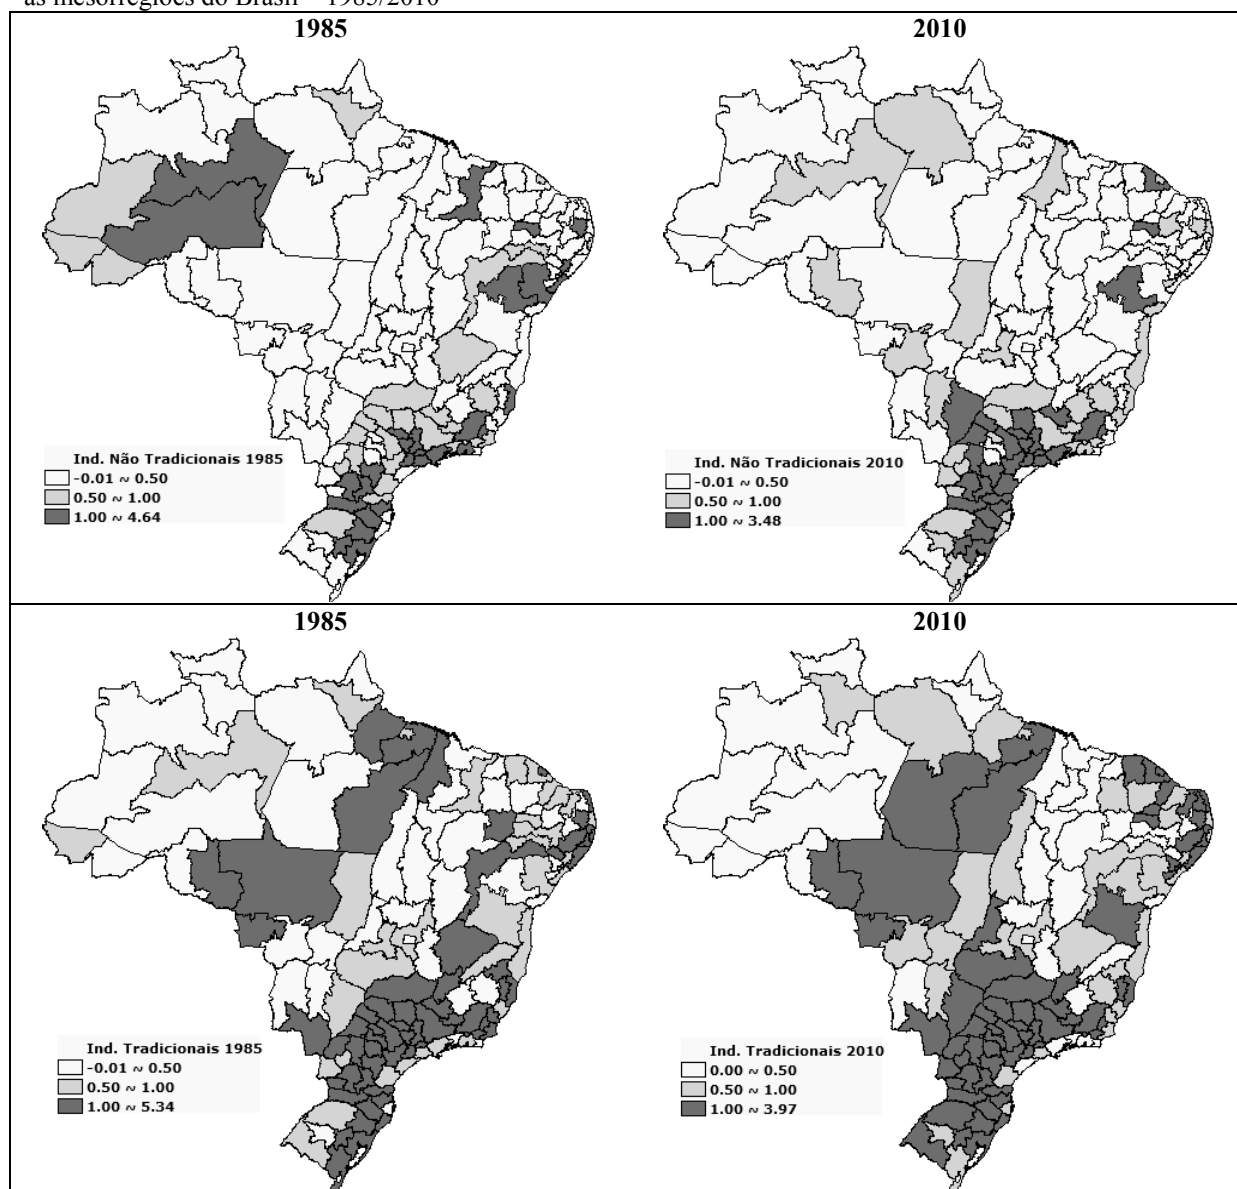 as mesorregiões do Brasil – 1985/2010
1985
2010
Ind. Não Tradicionais 1985
-0.01 ~ 0.50
0.50 ~ 1.00
1.00 ~ 4.64
Ind. Não Tradicionais 2010
-0.01 ~ 0.50
0.50 ~ 1.00
1.00 ~ 3.48
1985
2010
Ind. Tradicionais 1985
-0.01 ~ 0.50
0.50 ~ 1.00
1.00 ~ 5.34
Ind. Tradicionais 2010
0.00 ~ 0.50
0.50 ~ 1.00
1.00 ~ 3.97